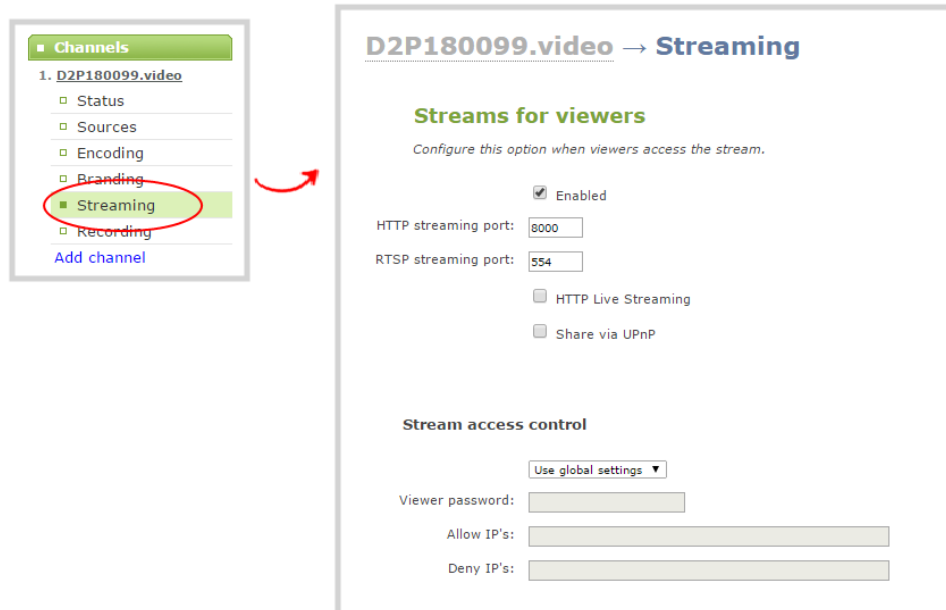 Channels
1. D2P180099.video
Status
Sources
Encoding
Branding
Streaming
Recording
Add channel
D2P180099.video → Streaming
Streams for viewers
Configure this option when viewers access the stream.
Enabled
HTTP streaming port: 8000
RTSP streaming port: 554
HTTP Live Streaming
Share via UPnP
Stream access control
Use global settings
Viewer password:
Allow IP's:
Deny IP's: